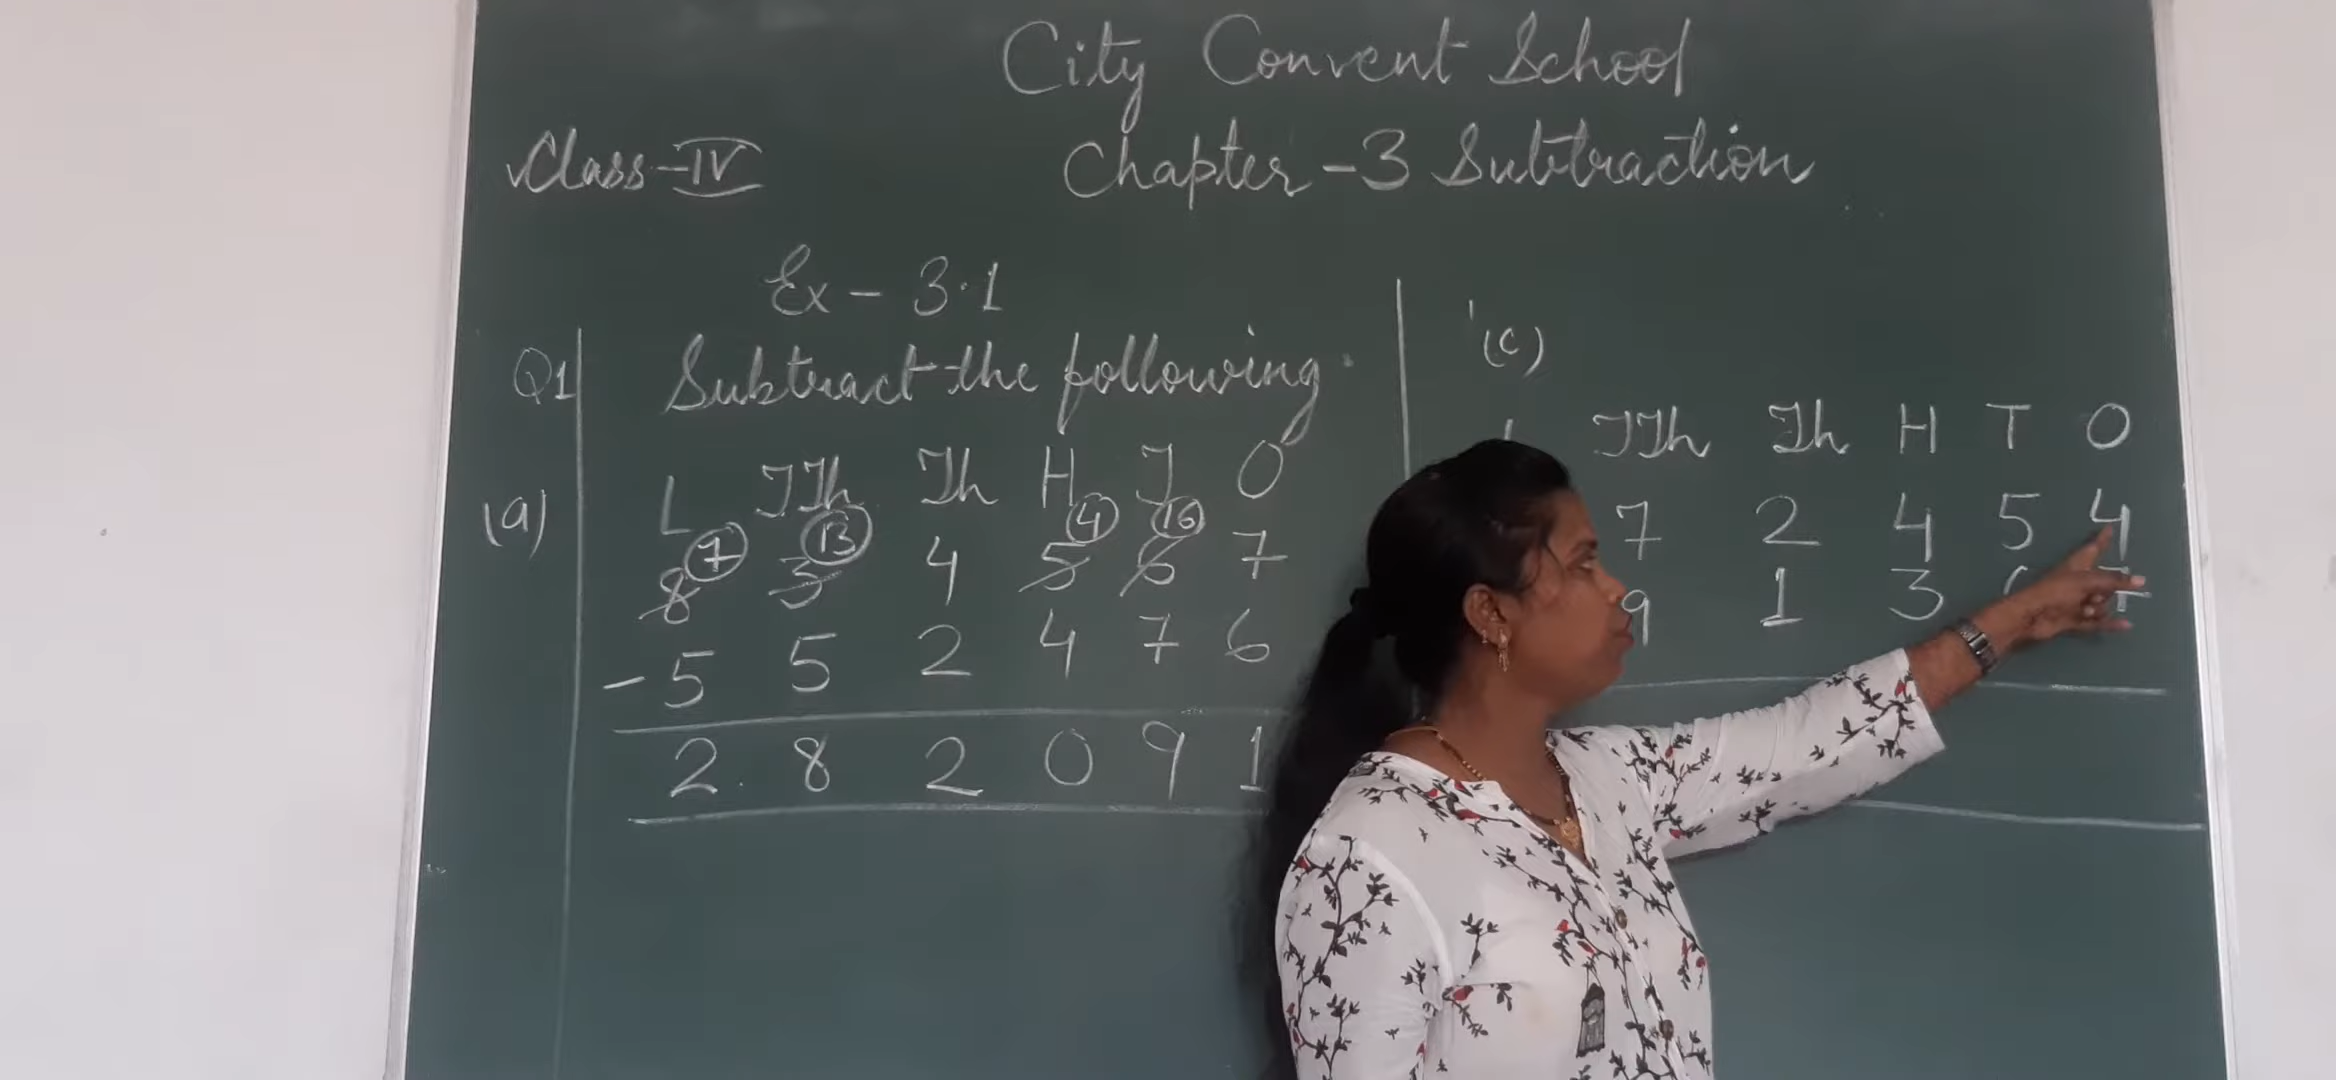 City Convent School
Class-IV Chapter-3 Subtraction
Ex-3.1
Q1 Subtract the following.
(a)
L TTh Th H T O
7 13 4 16
8 3 4 5 6 7
-5 5 2 4 7 6
2. 8 2 0 9 1
(c)
TTh Th H T O
7 2 4 5 4
9 1 3